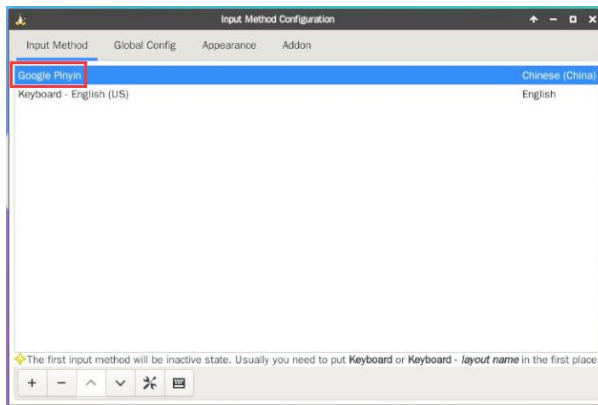 Input Method Configuration
Input Method Global Config Appearance Addon
Google Pinyin Chinese (China)
Keyboard - English (US) English
The first input method will be inactive state. Usually you need to put Keyboard or Keyboard - layout name in the first place.